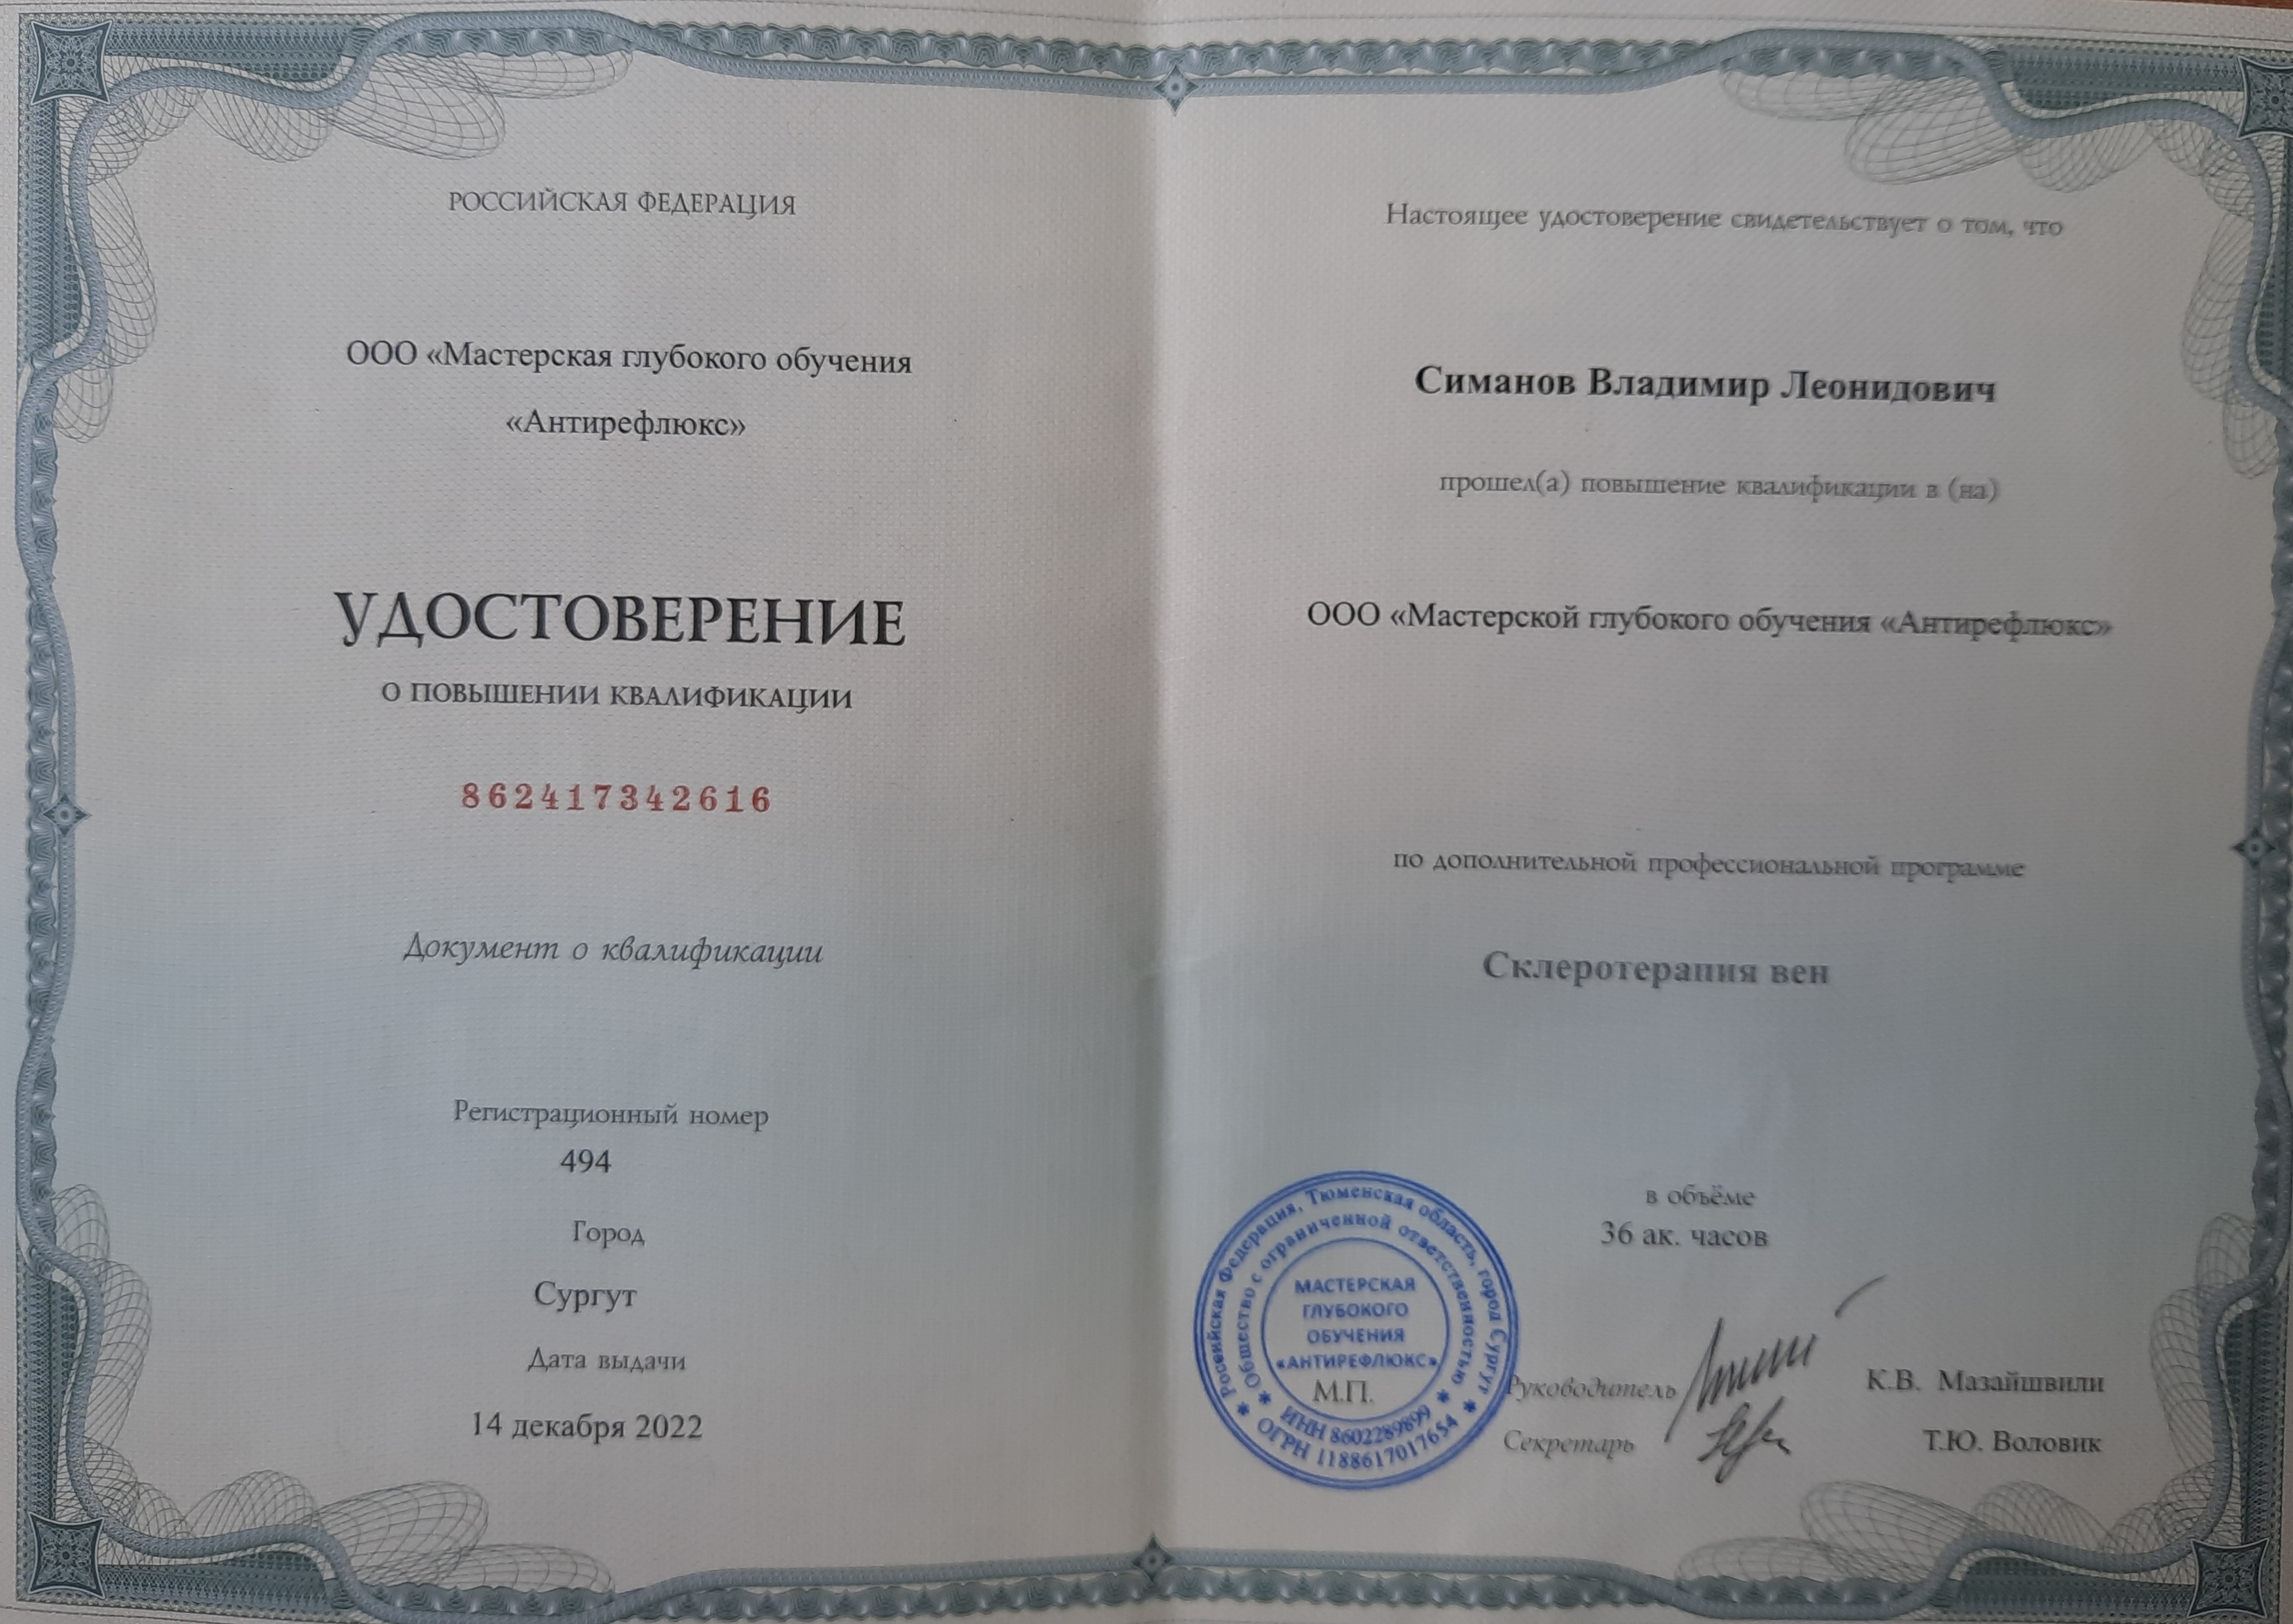 РОССИЙСКАЯ ФЕДЕРАЦИЯ
ООО «Мастерская глубокого обучения
«Антирефлюкс»
УДОСТОВЕРЕНИЕ
О ПОВЫШЕНИИ КВАЛИФИКАЦИИ
862417342616
Документ о квалификации
Регистрационный номер
494
Город
Сургут
Дата выдачи
14 декабря 2022
Настоящее удостоверение свидетельствует о том, что
Симанов Владимир Леонидович
прошел(а) повышение квалификации в (на)
ООО «Мастерской глубокого обучения «Антирефлюкс»
по дополнительной профессиональной программе
Склеротерапия вен
в объёме
36 ак. часов
Российская Федерация, Тюменская область, город Сургут
Общество с ограниченной ответственностью
МАСТЕРСКАЯ
ГЛУБОКОГО
ОБУЧЕНИЯ
«АНТИРЕФЛЮКС»
М.П.
ИНН 8602289899
ОГРН 1188617017654
Руководитель К.В. Мазайшвили
Секретарь Т.Ю. Воловик